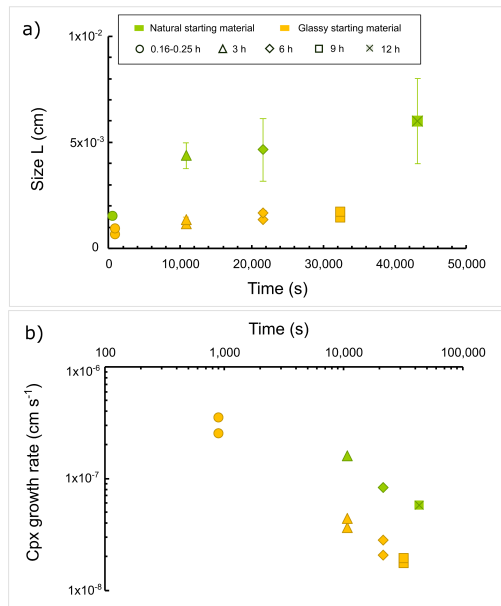 a)
Natural starting material Glassy starting material
0.16-0.25 h 3 h 6 h 9 h 12 h
1x10⁻²
5x10⁻³
0
Size L (cm)
0 10,000 20,000 30,000 40,000 50,000
Time (s)
b)
Time (s)
100 1,000 10,000 100,000
1x10⁻⁶
1x10⁻⁷
1x10⁻⁸
Cpx growth rate (cm s⁻¹)